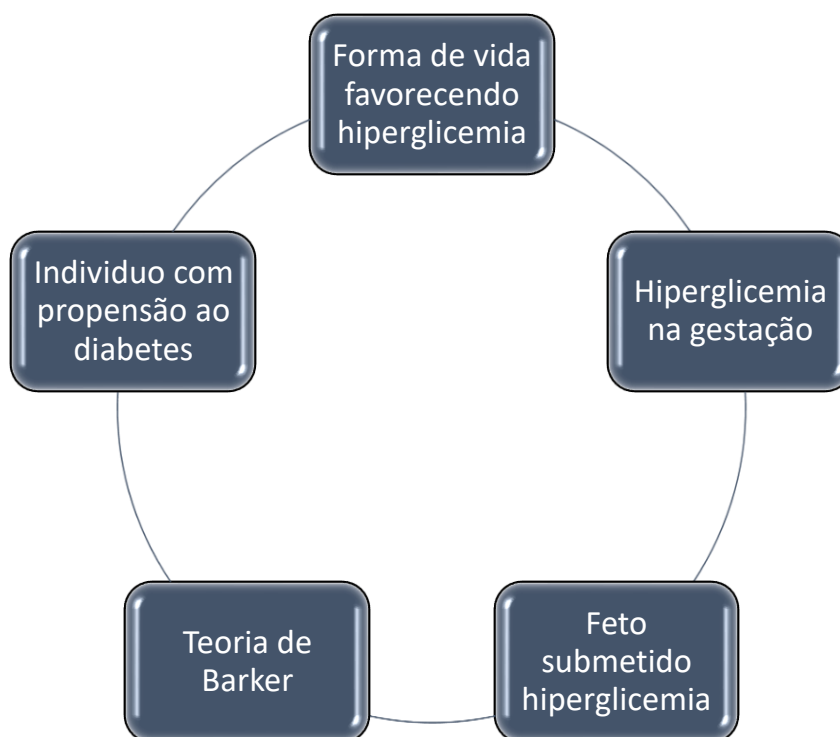 Forma de vida
favorecendo
hiperglicemia
Hiperglicemia
na gestação
Feto
submetido
hiperglicemia
Teoria de
Barker
Individuo com
propensão ao
diabetes